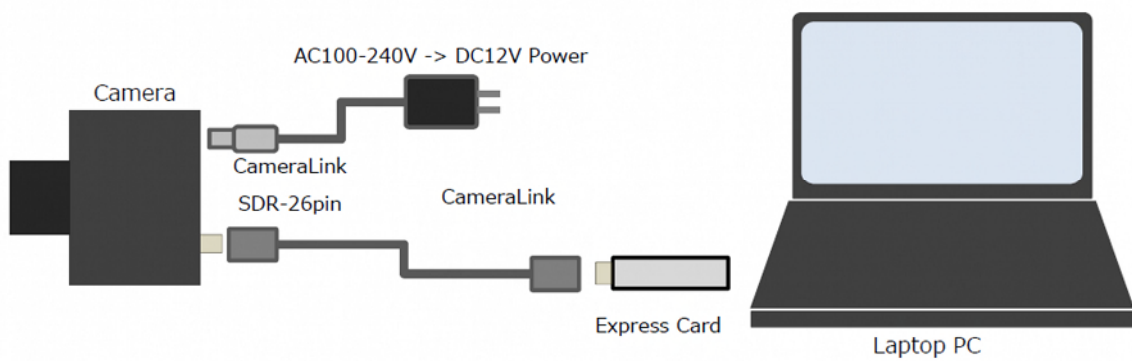 AC100-240V -> DC12V Power
Camera
CameraLink
SDR-26pin
CameraLink
Express Card
Laptop PC